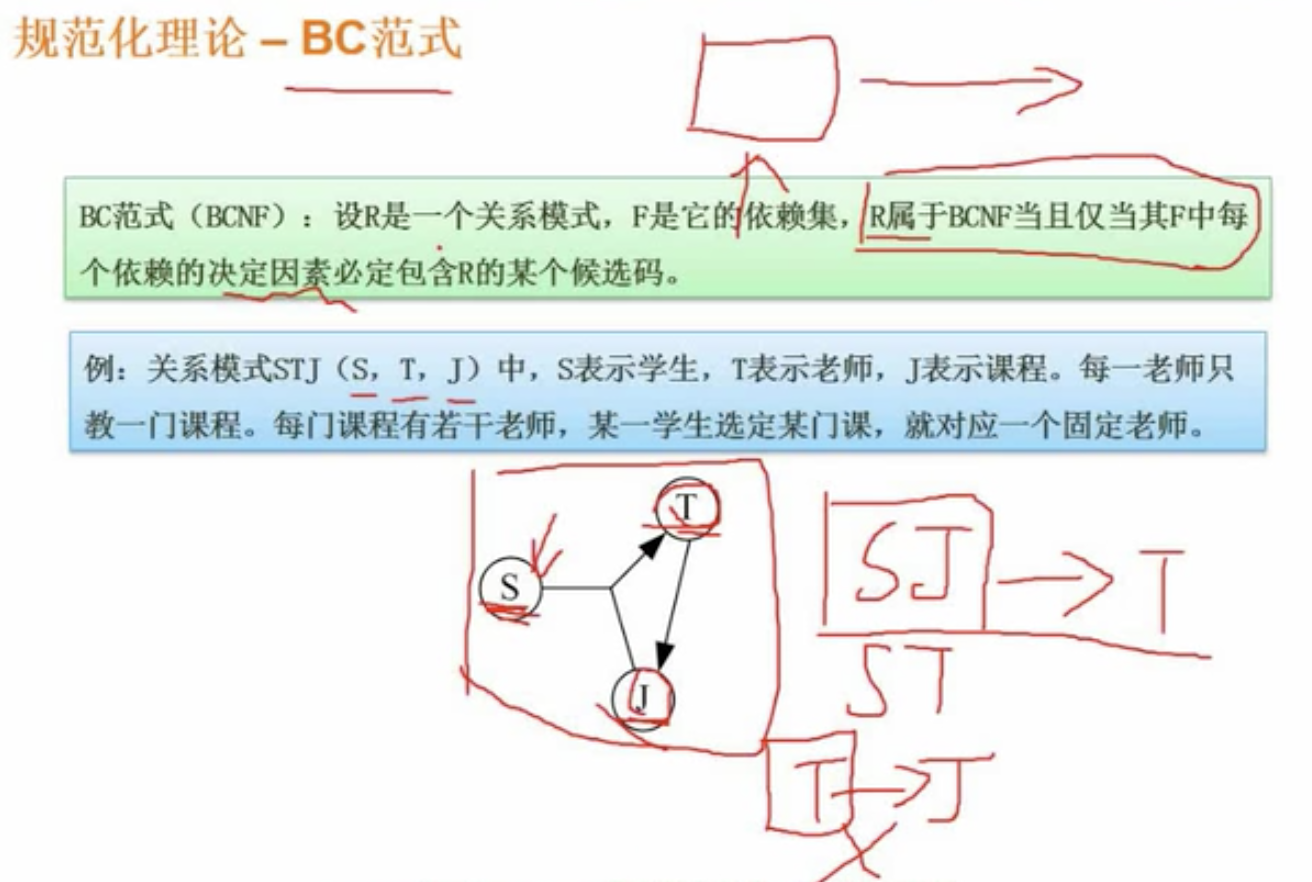 规范化理论 – BC范式
BC范式（BCNF）：设R是一个关系模式，F是它的依赖集，R属于BCNF当且仅当其F中每
个依赖的决定因素必定包含R的某个候选码。
例：关系模式STJ（S，T，J）中，S表示学生，T表示老师，J表示课程。每一老师只
教一门课程。每门课程有若干老师，某一学生选定某门课，就对应一个固定老师。
T
S
J
SJ → T
ST
T → J